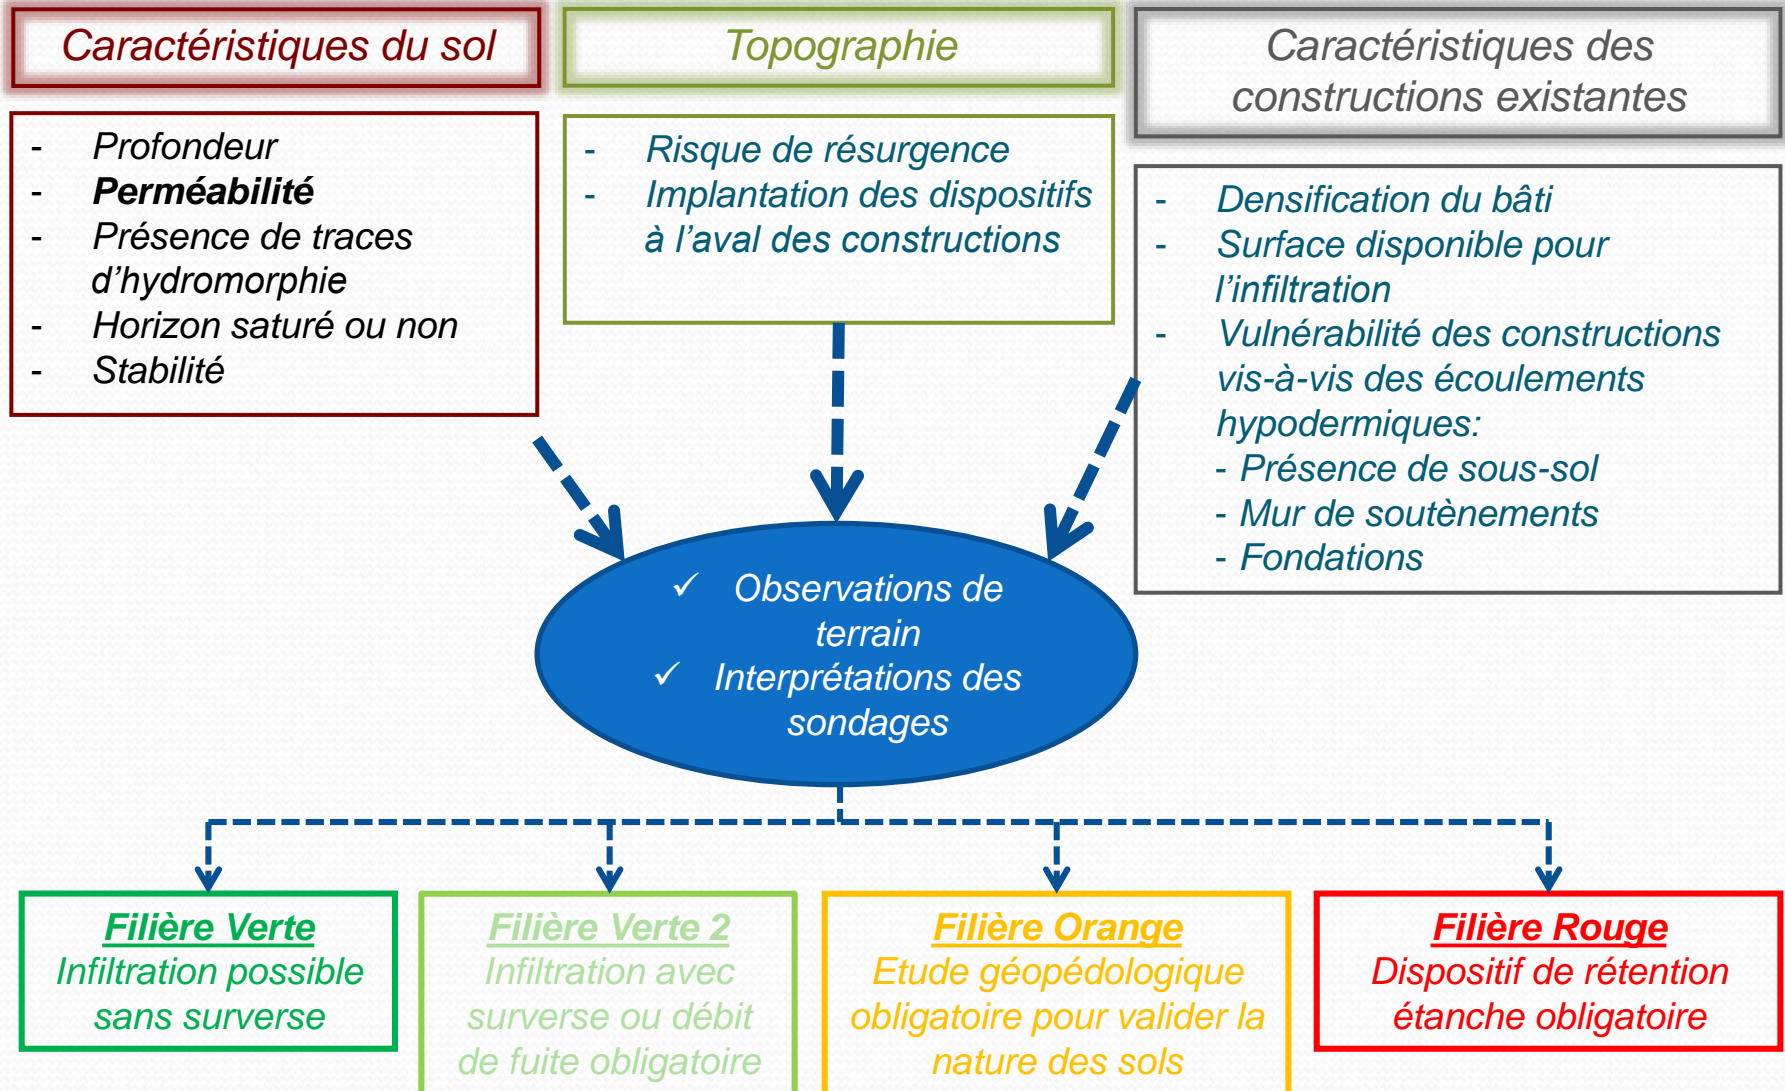 Caractéristiques du sol
- Profondeur
- Perméabilité
- Présence de traces
d’hydromorphie
- Horizon saturé ou non
- Stabilité
Topographie
- Risque de résurgence
- Implantation des dispositifs
à l’aval des constructions
Caractéristiques des
constructions existantes
- Densification du bâti
- Surface disponible pour
l’infiltration
- Vulnérabilité des constructions
vis-à-vis des écoulements
hypodermiques:
- Présence de sous-sol
- Mur de soutènements
- Fondations
✓ Observations de
terrain
✓ Interprétations des
sondages
Filière Verte
Infiltration possible
sans surverse
Filière Verte 2
Infiltration avec
surverse ou débit
de fuite obligatoire
Filière Orange
Etude géopédologique
obligatoire pour valider la
nature des sols
Filière Rouge
Dispositif de rétention
étanche obligatoire